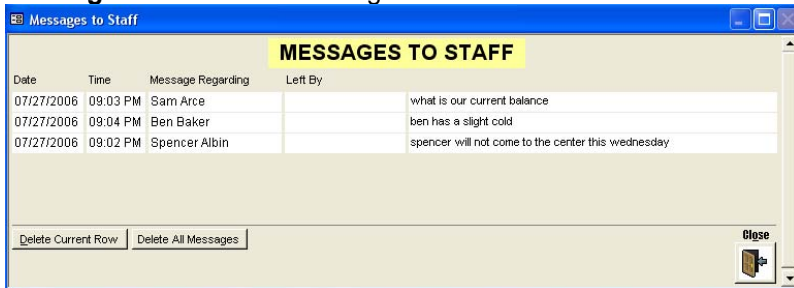 Messages to Staff
MESSAGES TO STAFF
Date Time Message Regarding Left By
07/27/2006 09:03 PM Sam Arce what is our current balance
07/27/2006 09:04 PM Ben Baker ben has a slight cold
07/27/2006 09:02 PM Spencer Albin spencer will not come to the center this wednesday
Delete Current Row Delete All Messages Close